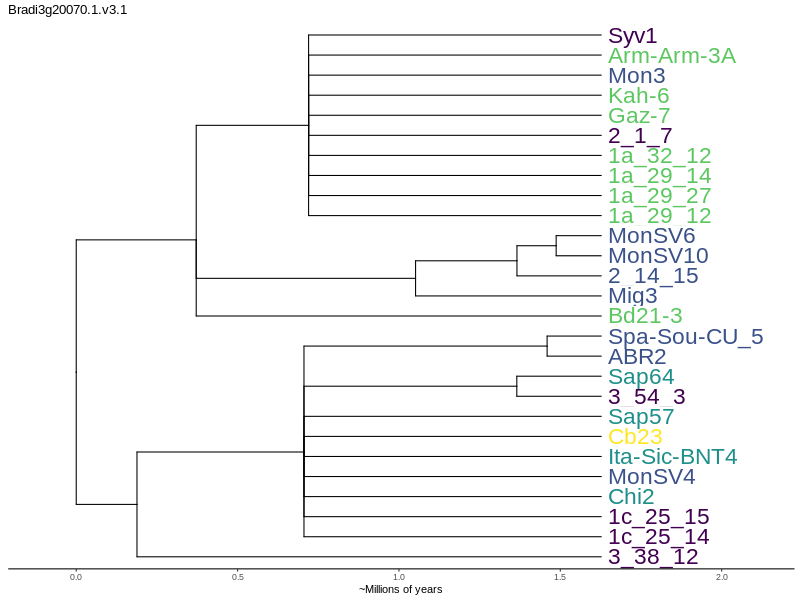 Bradi3g20070.1.v3.1
Syv1
Arm-Arm-3A
Mon3
Kah-6
Gaz-7
2_1_7
1a_32_12
1a_29_14
1a_29_27
1a_29_12
MonSV6
MonSV10
2_14_15
Mig3
Bd21-3
Spa-Sou-CU_5
ABR2
Sap64
3_54_3
Sap57
Cb23
Ita-Sic-BNT4
MonSV4
Chi2
1c_25_15
1c_25_14
3_38_12
0.0 0.5 1.0 1.5 2.0
~Millions of years